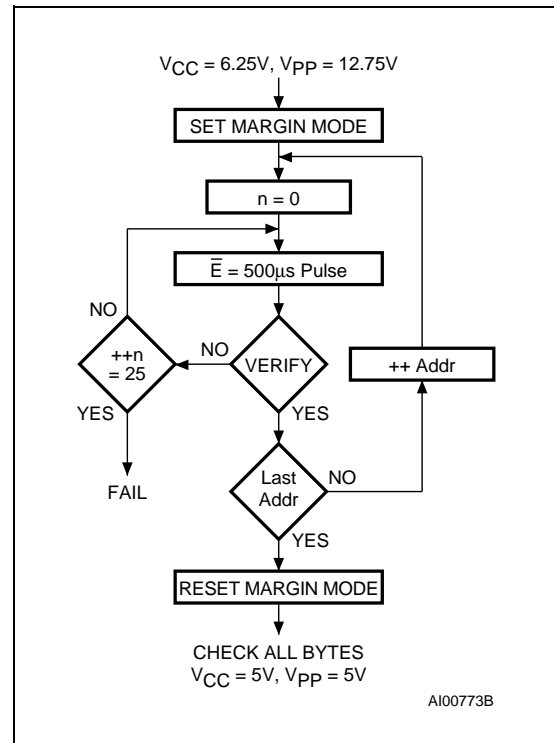 VCC = 6.25V, VPP = 12.75V
SET MARGIN MODE
n = 0
E̅ = 500µs Pulse
NO
++n
= 25
NO
VERIFY
++ Addr
YES
YES
FAIL
Last
Addr
NO
YES
RESET MARGIN MODE
CHECK ALL BYTES
VCC = 5V, VPP = 5V
AI00773B